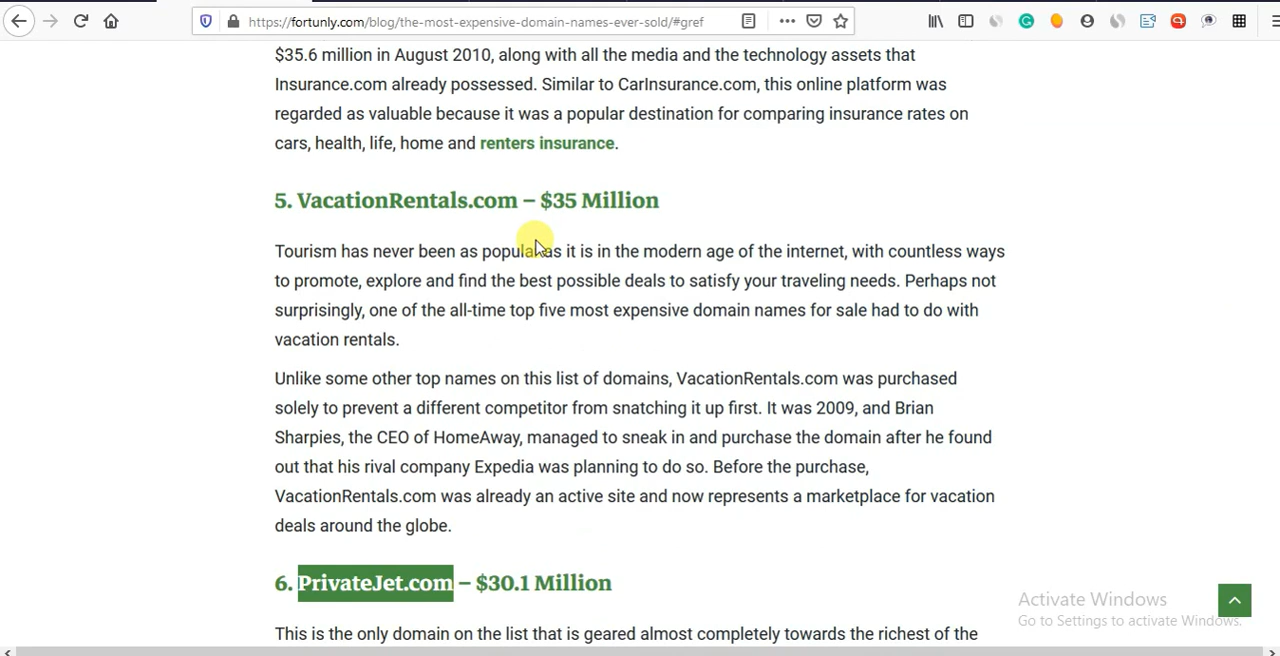 https://fortunly.com/blog/the-most-expensive-domain-names-ever-sold/#gref
$35.6 million in August 2010, along with all the media and the technology assets that
Insurance.com already possessed. Similar to CarInsurance.com, this online platform was
regarded as valuable because it was a popular destination for comparing insurance rates on
cars, health, life, home and renters insurance.
5. VacationRentals.com – $35 Million
Tourism has never been as popular as it is in the modern age of the internet, with countless ways
to promote, explore and find the best possible deals to satisfy your traveling needs. Perhaps not
surprisingly, one of the all-time top five most expensive domain names for sale had to do with
vacation rentals.
Unlike some other top names on this list of domains, VacationRentals.com was purchased
solely to prevent a different competitor from snatching it up first. It was 2009, and Brian
Sharpies, the CEO of HomeAway, managed to sneak in and purchase the domain after he found
out that his rival company Expedia was planning to do so. Before the purchase,
VacationRentals.com was already an active site and now represents a marketplace for vacation
deals around the globe.
6. PrivateJet.com – $30.1 Million
This is the only domain on the list that is geared almost completely towards the richest of the
Activate Windows
Go to Settings to activate Windows.